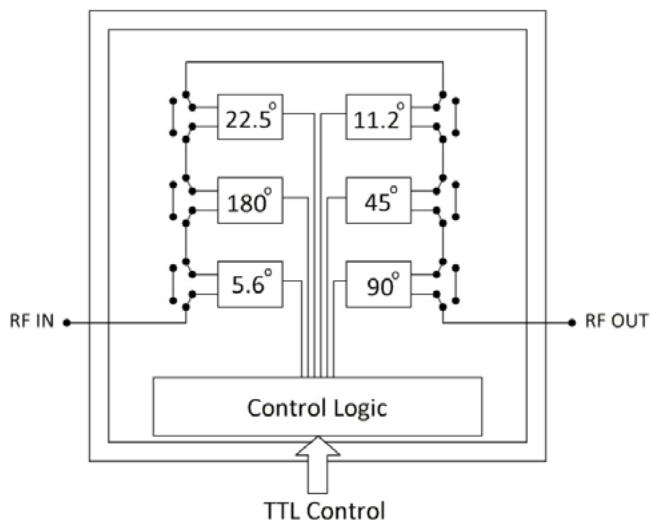 22.5° 11.2°
180° 45°
5.6° 90°
RF IN RF OUT
Control Logic
TTL Control